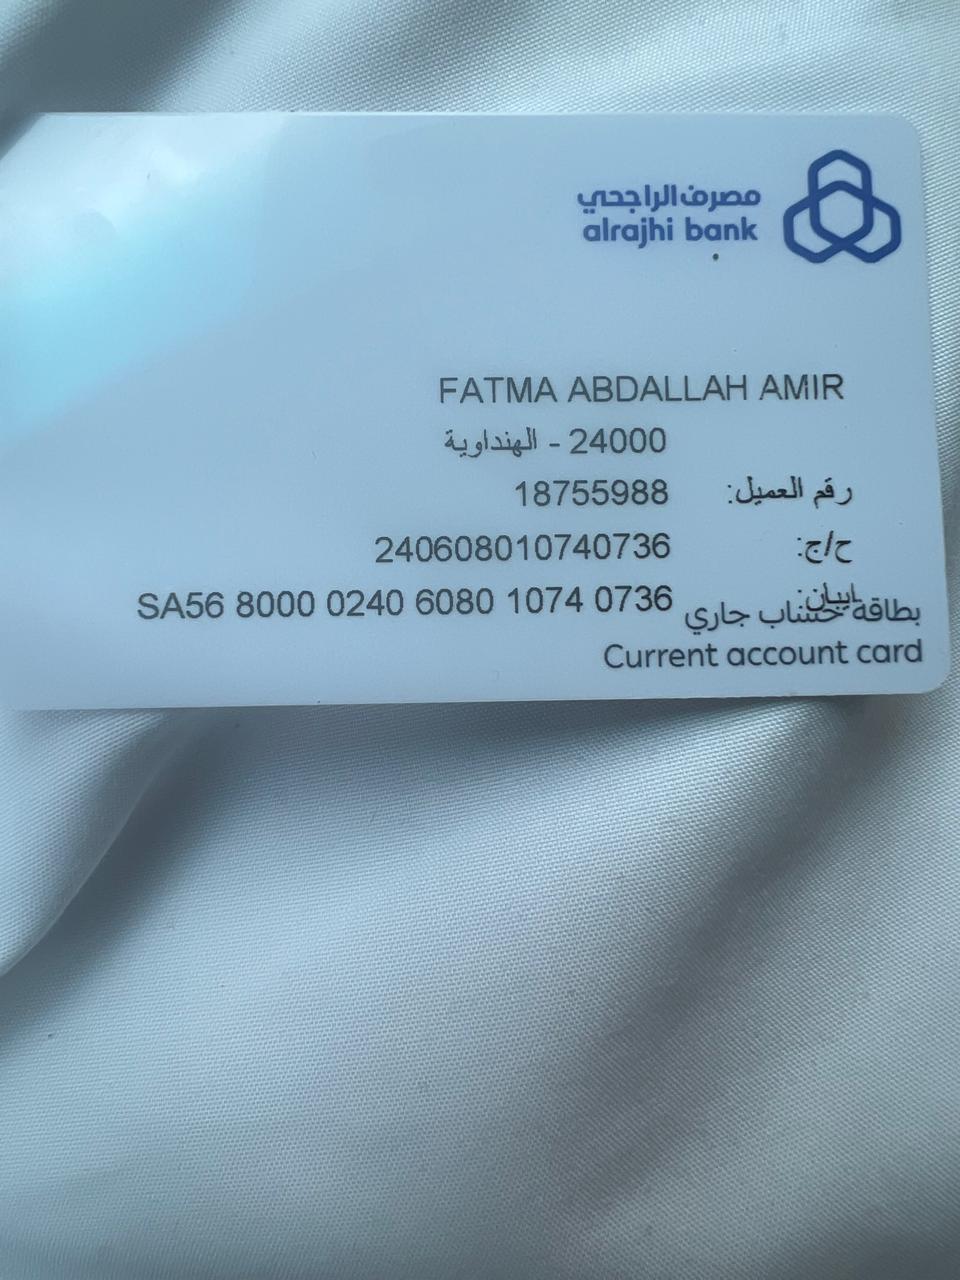 مصرف الراجحي
alrajhi bank
FATMA ABDALLAH AMIR
24000 - الهنداوية
رقم العميل: 18755988
ح/ج: 240608010740736
ايبان: SA56 8000 0240 6080 1074 0736
بطاقة حساب جاري
Current account card